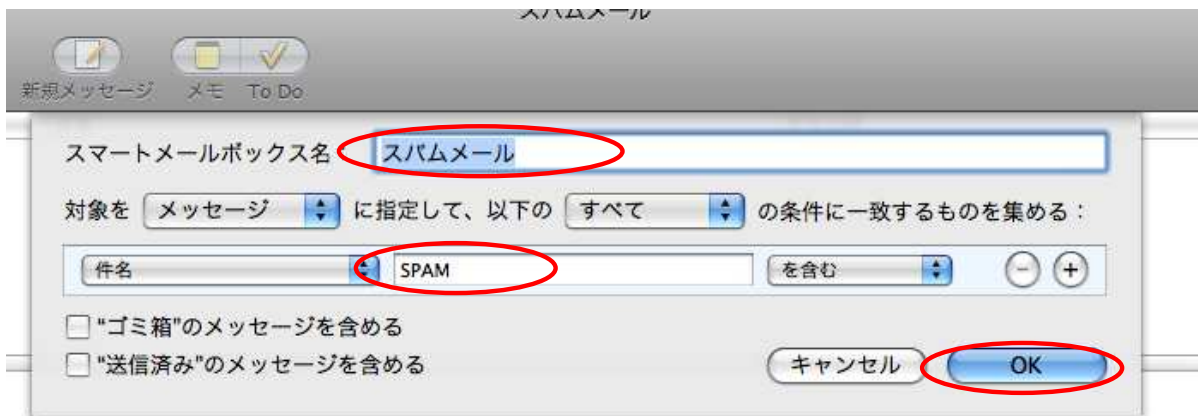 スパムメール
新規メッセージ メモ To Do
スマートメールボックス名 スパムメール
対象を メッセージ に指定して、以下の すべて の条件に一致するものを集める：
件名 SPAM を含む
"ゴミ箱"のメッセージを含める
"送信済み"のメッセージを含める キャンセル OK